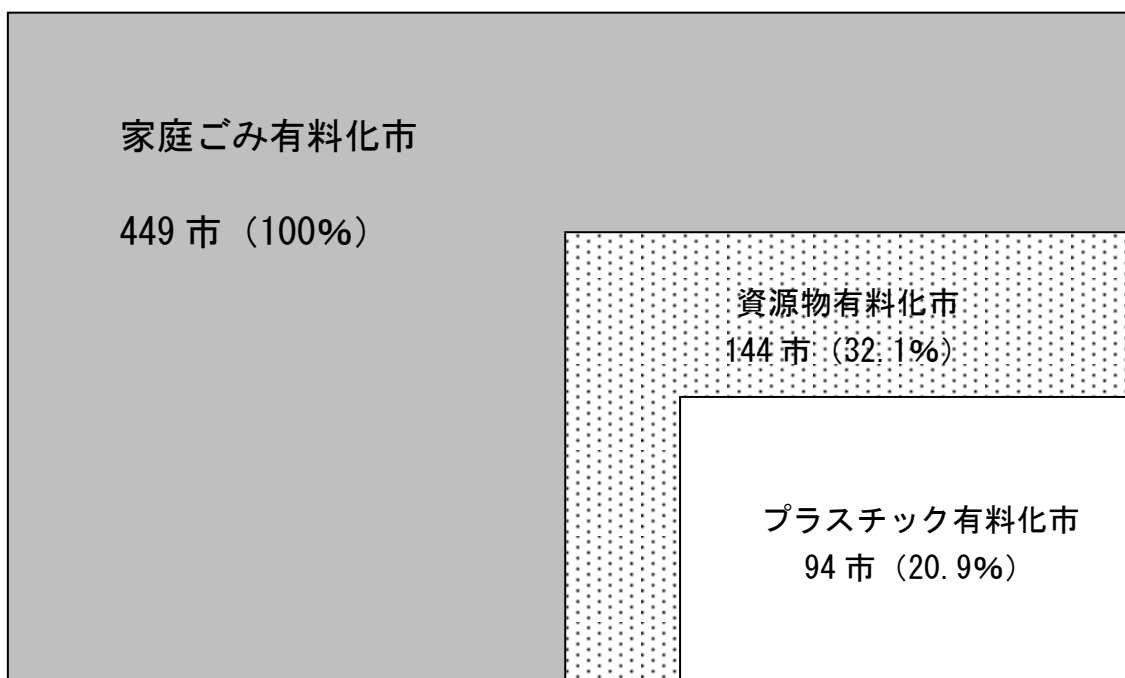 家庭ごみ有料化市
449 市（100%）
資源物有料化市
144 市（32.1%）
プラスチック有料化市
94 市（20.9%）